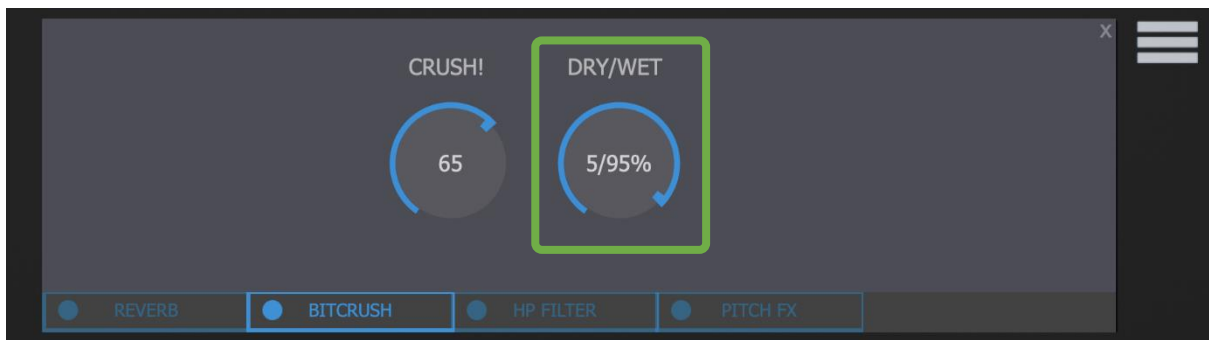 X
CRUSH!
DRY/WET
65
5/95%
REVERB
BITCRUSH
HP FILTER
PITCH FX